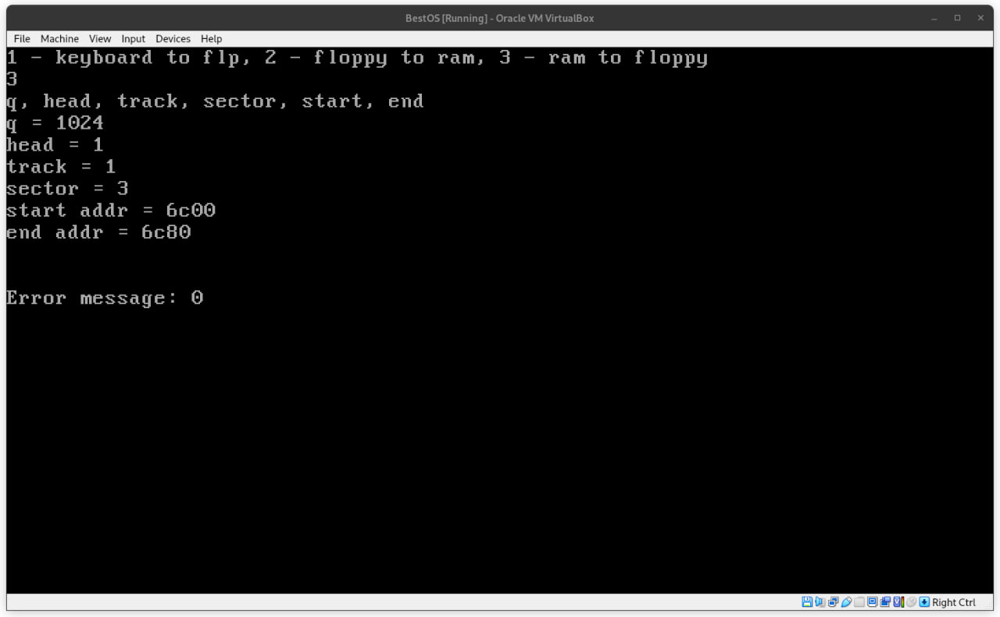 BestOS [Running] - Oracle VM VirtualBox
File Machine View Input Devices Help
1 - keyboard to flp, 2 - floppy to ram, 3 - ram to floppy
3
q, head, track, sector, start, end
q = 1024
head = 1
track = 1
sector = 3
start addr = 6c00
end addr = 6c80
Error message: 0
Right Ctrl